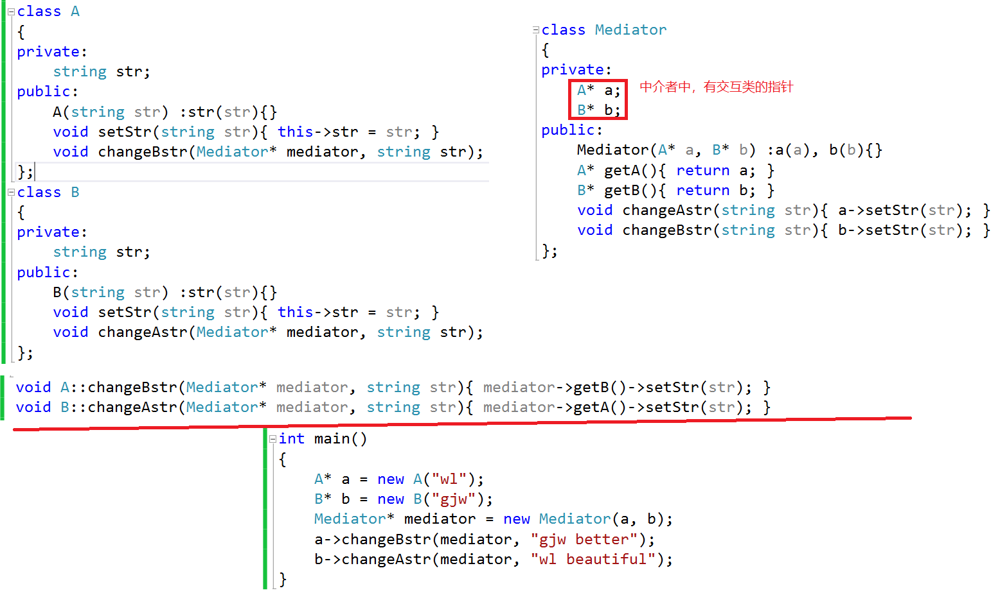 class A
{
private:
    string str;
public:
    A(string str) :str(str){}
    void setStr(string str){ this->str = str; }
    void changeBstr(Mediator* mediator, string str);
};
class B
{
private:
    string str;
public:
    B(string str) :str(str){}
    void setStr(string str){ this->str = str; }
    void changeAstr(Mediator* mediator, string str);
};
class Mediator
{
private:
    A* a;
中介者中，有交互类的指针
    B* b;
public:
    Mediator(A* a, B* b) :a(a), b(b){}
    A* getA(){ return a; }
    B* getB(){ return b; }
    void changeAstr(string str){ a->setStr(str); }
    void changeBstr(string str){ b->setStr(str); }
};
void A::changeBstr(Mediator* mediator, string str){ mediator->getB()->setStr(str); }
void B::changeAstr(Mediator* mediator, string str){ mediator->getA()->setStr(str); }
int main()
{
    A* a = new A("wl");
    B* b = new B("gjw");
    Mediator* mediator = new Mediator(a, b);
    a->changeBstr(mediator, "gjw better");
    b->changeAstr(mediator, "wl beautiful");
}